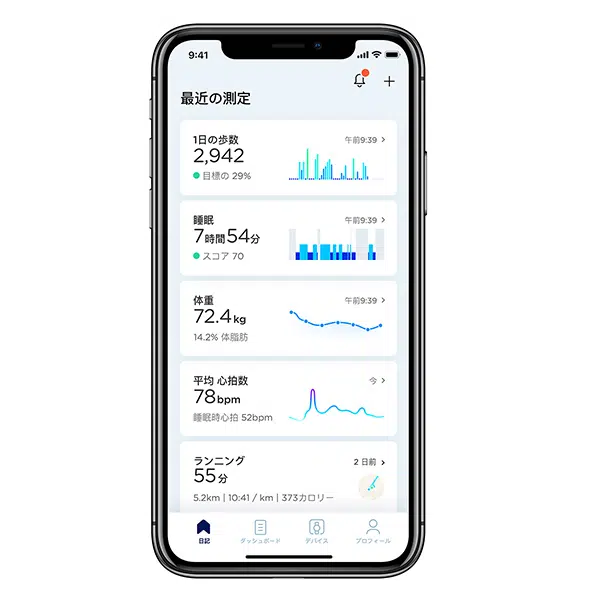 9:41
最近の測定
1日の歩数
午前9:39
2,942
目標の 29%
睡眠
午前9:39
7時間54分
スコア 70
体重
午前9:39
72.4kg
14.2% 体脂肪
平均 心拍数
今
78bpm
睡眠時心拍 52bpm
ランニング
2 日前
55分
5.2km | 10:41 / km | 373カロリー
日記
ダッシュボード
デバイス
プロフィール